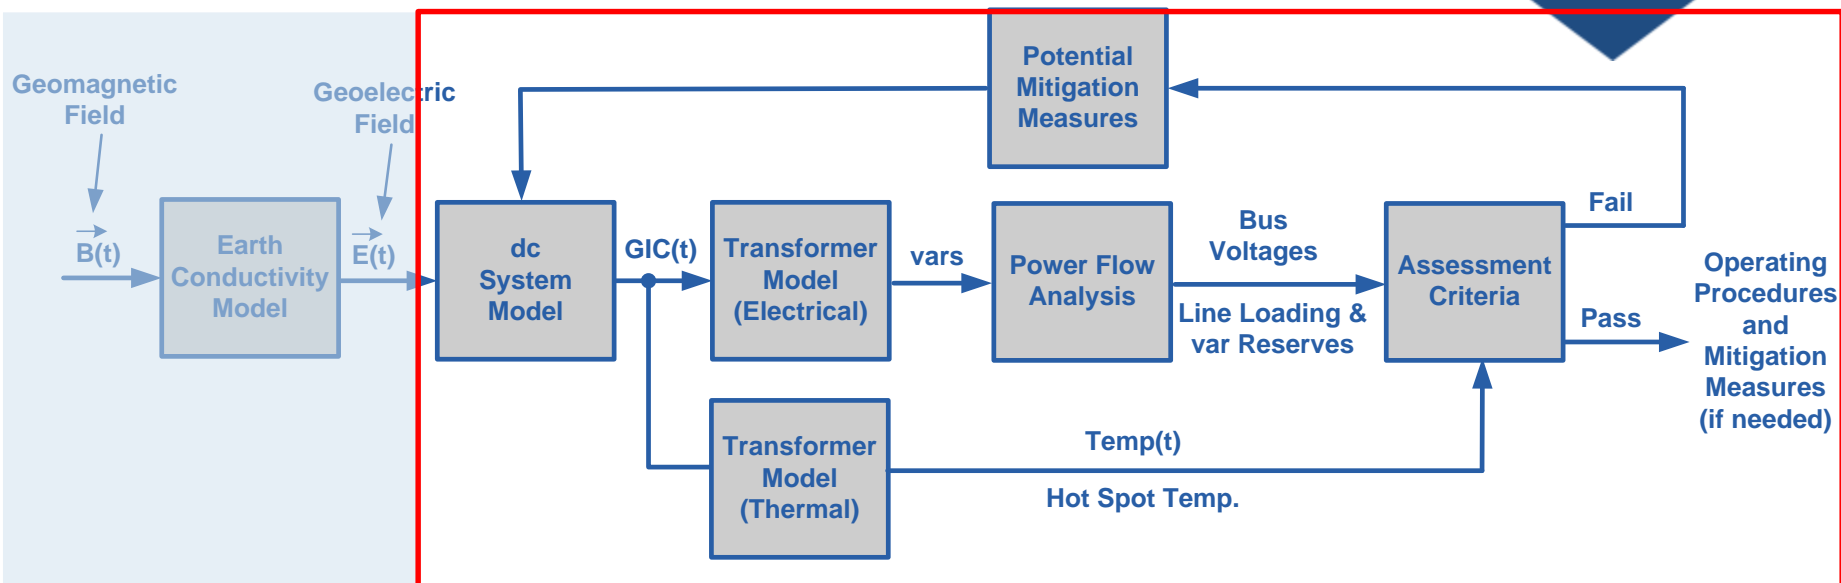 Geomagnetic
Field
B(t)
Earth
Conductivity
Model
Geoelectric
Field
E(t)
dc
System
Model
GIC(t)
Transformer
Model
(Electrical)
vars
Power Flow
Analysis
Bus
Voltages
Line Loading &
var Reserves
Assessment
Criteria
Fail
Potential
Mitigation
Measures
Pass
Operating
Procedures
and
Mitigation
Measures
(if needed)
Transformer
Model
(Thermal)
Temp(t)
Hot Spot Temp.